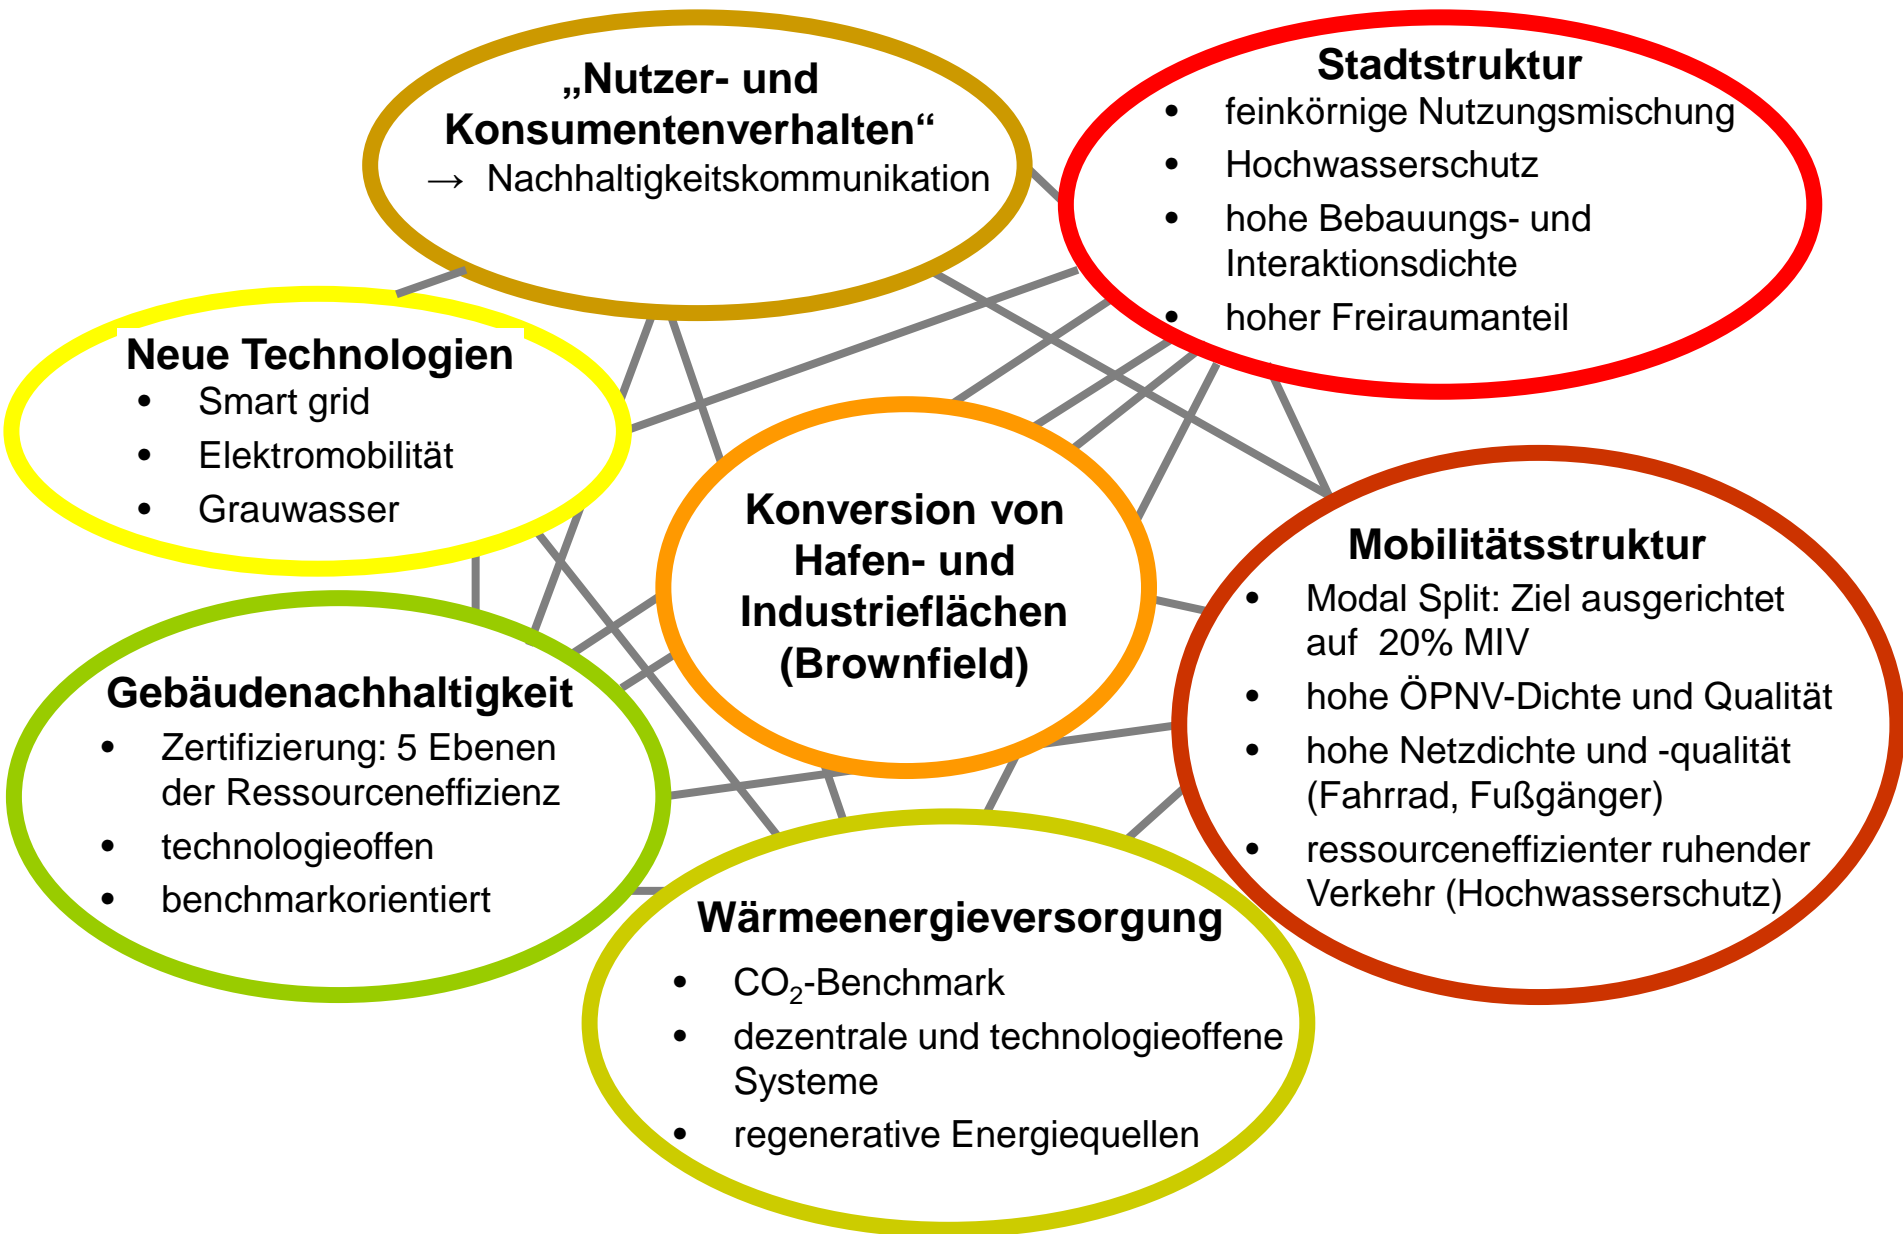 „Nutzer- und
Konsumentenverhalten“
→ Nachhaltigkeitskommunikation
Stadtstruktur
• feinkörnige Nutzungsmischung
• Hochwasserschutz
• hohe Bebauungs- und
Interaktionsdichte
• hoher Freiraumanteil
Neue Technologien
• Smart grid
• Elektromobilität
• Grauwasser
Konversion von
Hafen- und
Industrieflächen
(Brownfield)
Mobilitätsstruktur
• Modal Split: Ziel ausgerichtet
auf 20% MIV
• hohe ÖPNV-Dichte und Qualität
• hohe Netzdichte und -qualität
(Fahrrad, Fußgänger)
• ressourceneffizienter ruhender
Verkehr (Hochwasserschutz)
Gebäudenachhaltigkeit
• Zertifizierung: 5 Ebenen
der Ressourceneffizienz
• technologieoffen
• benchmarkorientiert
Wärmeenergieversorgung
• CO₂-Benchmark
• dezentrale und technologieoffene
Systeme
• regenerative Energiequellen